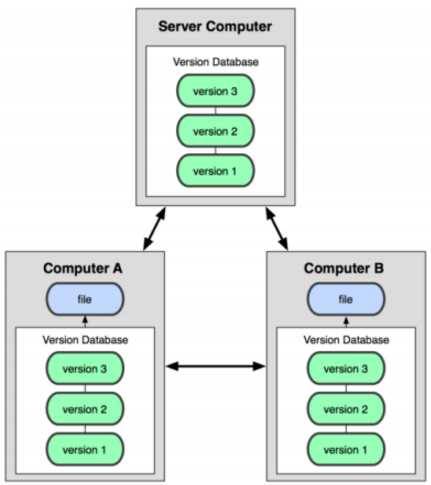 Server Computer
Version Database
version 3
version 2
version 1
Computer A
file
Version Database
version 3
version 2
version 1
Computer B
file
Version Database
version 3
version 2
version 1